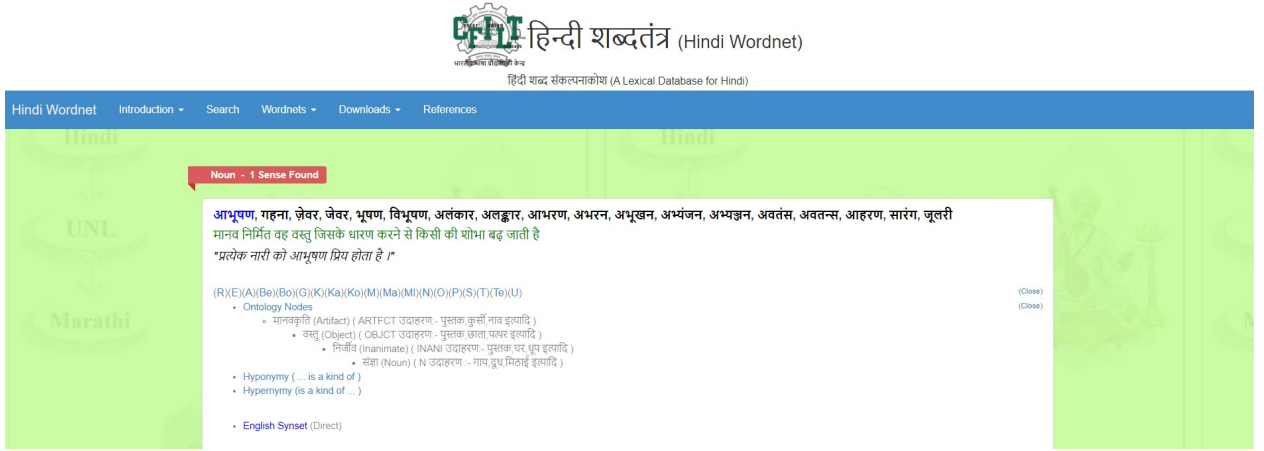 CFILT
हिन्दी शब्दतंत्र (Hindi Wordnet)
हिंदी शब्द संकल्पनाकोश (A Lexical Database for Hindi)
Hindi Wordnet Introduction Search Wordnets Downloads References
Hindi Hindi
UNL
Marathi
Noun - 1 Sense Found
आभूषण, गहना, ज़ेवर, जेवर, भूषण, विभूषण, अलंकार, अलङ्कार, आभरण, अभरन, अभूखन, अभ्यंजन, अभ्यञ्जन, अवतंस, अवतन्स, आहरण, सारंग, जूलरी
मानव निर्मित वह वस्तु जिसके धारण करने से किसी की शोभा बढ़ जाती है
"प्रत्येक नारी को आभूषण प्रिय होता है ।"
(R)(E)(A)(Be)(Bo)(G)(K)(Ka)(Ko)(M)(Ma)(Ml)(N)(O)(P)(S)(T)(Te)(U) (Close)
Ontology Nodes (Close)
मानवकृति (Artifact) ( ARTFCT उदाहरण:- पुस्तक,कुर्सी,नाव इत्यादि )
वस्तु (Object) ( OBJCT उदाहरण:- पुस्तक,छाता,पत्थर इत्यादि )
निर्जीव (Inanimate) ( INANI उदाहरण:- पुस्तक,घर,धूप इत्यादि )
संज्ञा (Noun) ( N उदाहरण :- गाय,दूध,मिठाई इत्यादि )
Hyponymy ( ... is a kind of )
Hypernymy (is a kind of ... )
English Synset (Direct)